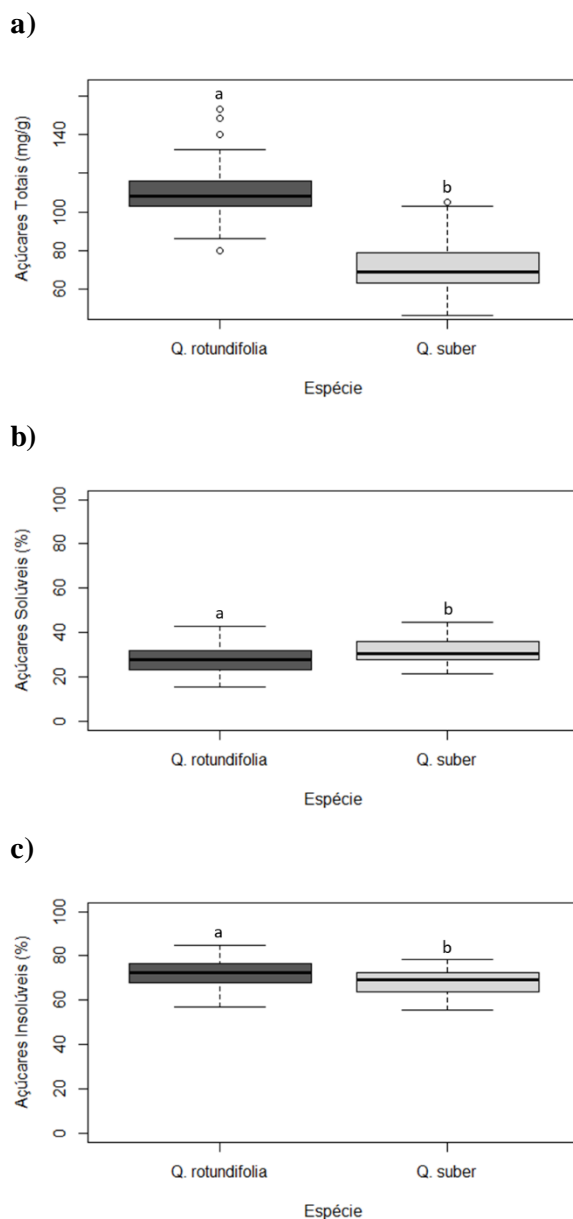 a)
a
b
Açúcares Totais (mg/g)
140
100
80
60
Q. rotundifolia
Q. suber
Espécie
b)
a
b
Açúcares Solúveis (%)
100
80
60
40
20
0
Q. rotundifolia
Q. suber
Espécie
c)
a
b
Açúcares Insolúveis (%)
100
80
60
40
20
0
Q. rotundifolia
Q. suber
Espécie